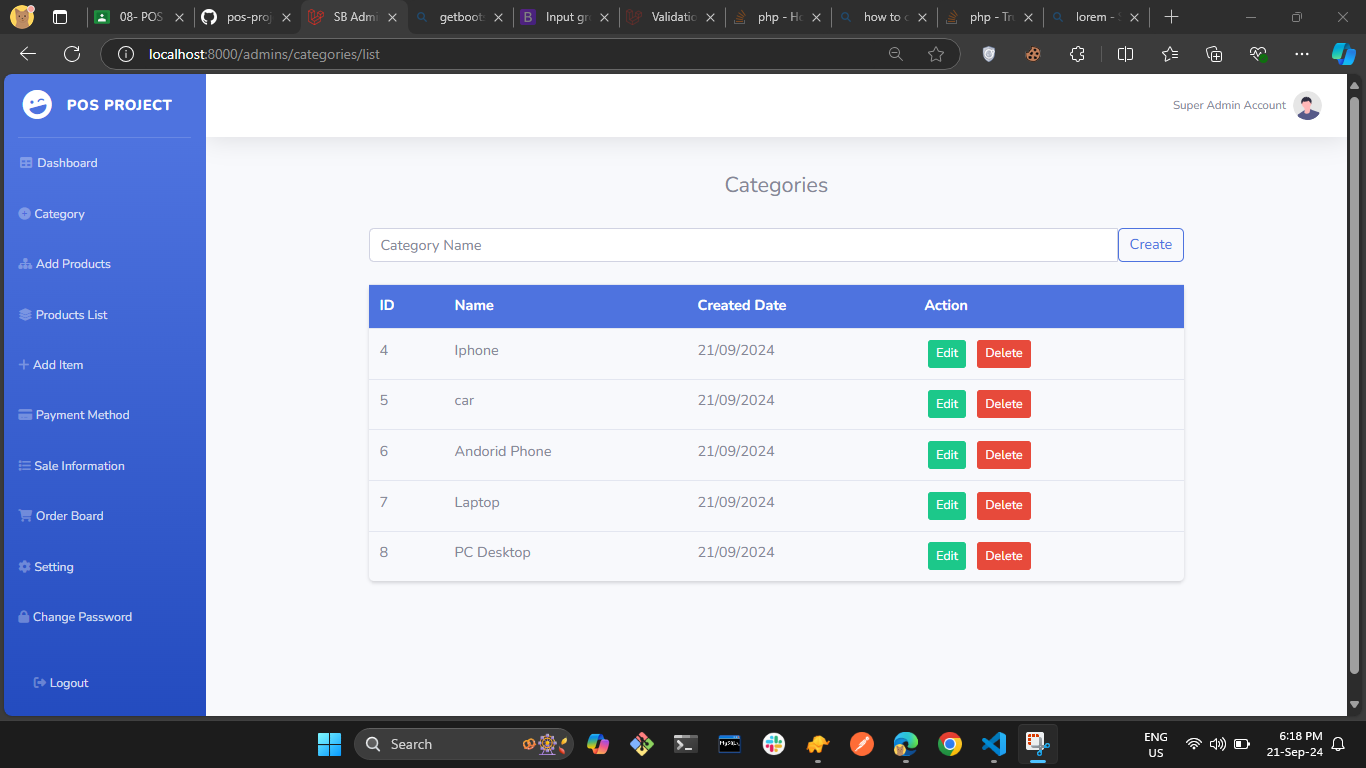 08- POS
pos-proj
SB Admi
getboots
Input gr
Validatio
php - Ho
how to c
php - Tru
lorem - S
localhost:8000/admins/categories/list
POS PROJECT
Super Admin Account
Dashboard
Category
Add Products
Products List
Add Item
Payment Method
Sale Information
Order Board
Setting
Change Password
Logout
Categories
Category Name
Create
ID Name Created Date Action
4 Iphone 21/09/2024 Edit Delete
5 car 21/09/2024 Edit Delete
6 Andorid Phone 21/09/2024 Edit Delete
7 Laptop 21/09/2024 Edit Delete
8 PC Desktop 21/09/2024 Edit Delete
Search
ENG
US
6:18 PM
21-Sep-24